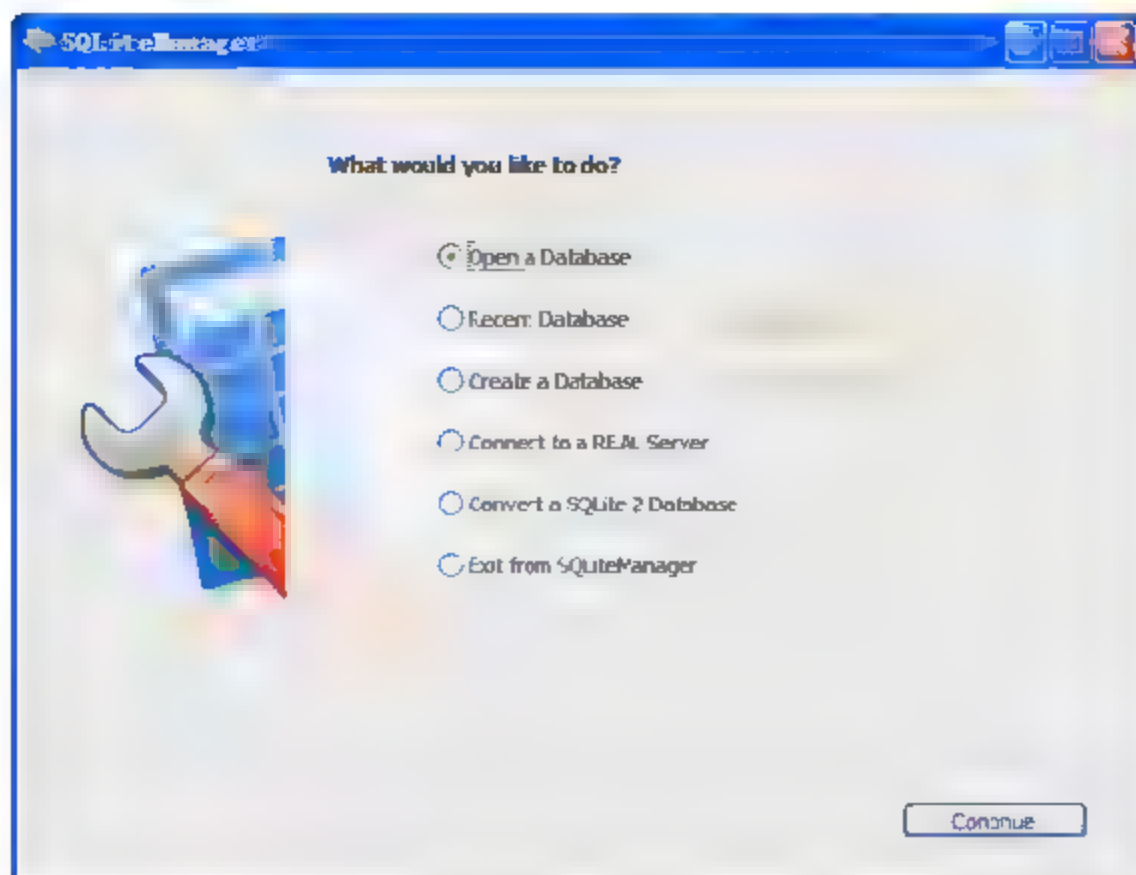 SQLiteManager
What would you like to do?
Open a Database
Recent Database
Create a Database
Connect to a REAL Server
Convert a SQLite 2 Database
Exit from SQLiteManager
Continue